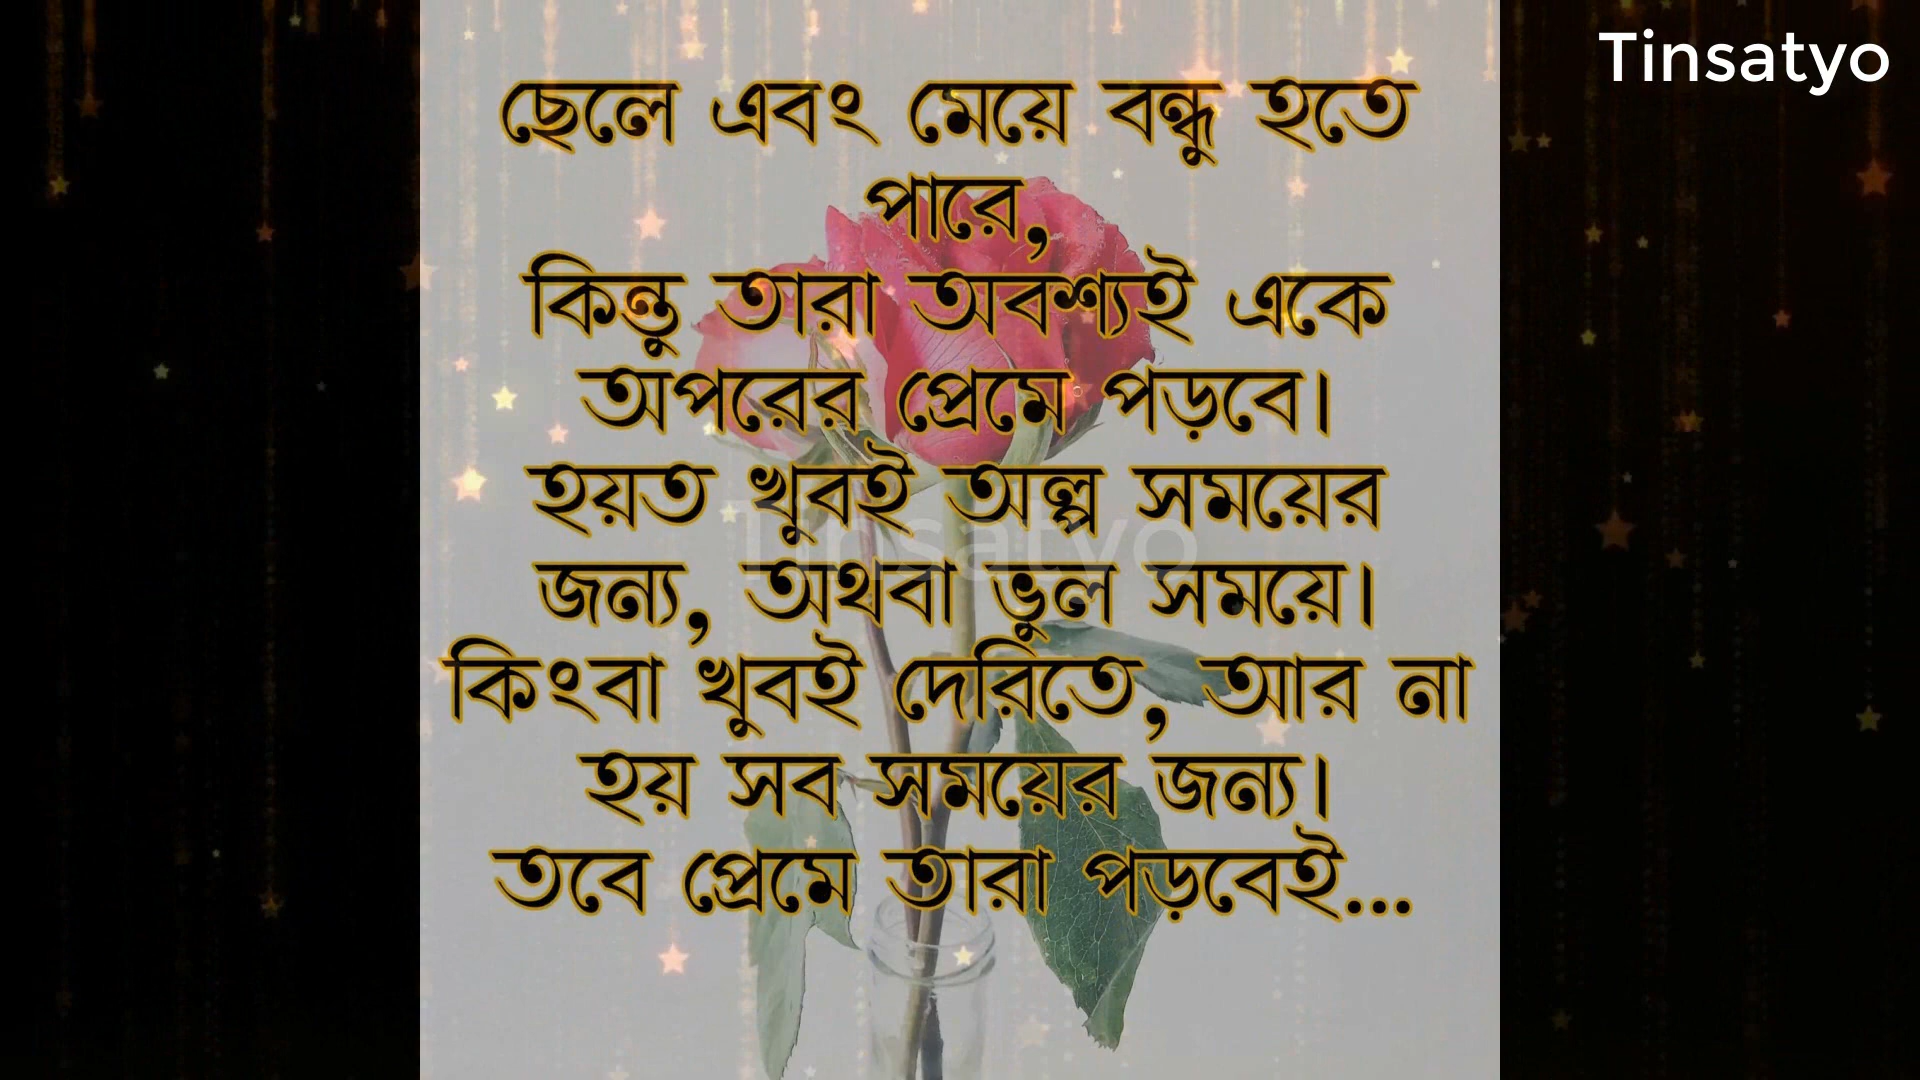 Tinsatyo
ছেলে এবং মেয়ে বন্ধু হতে
পারে,
কিন্তু তারা অবশ্যই একে
অপরের প্রেমে পড়বে।
হয়ত খুবই অল্প সময়ের
Tinsatyo
জন্য, অথবা ভুল সময়ে।
কিংবা খুবই দেরিতে, আর না
হয় সব সময়ের জন্য।
তবে প্রেমে তারা পড়বেই...